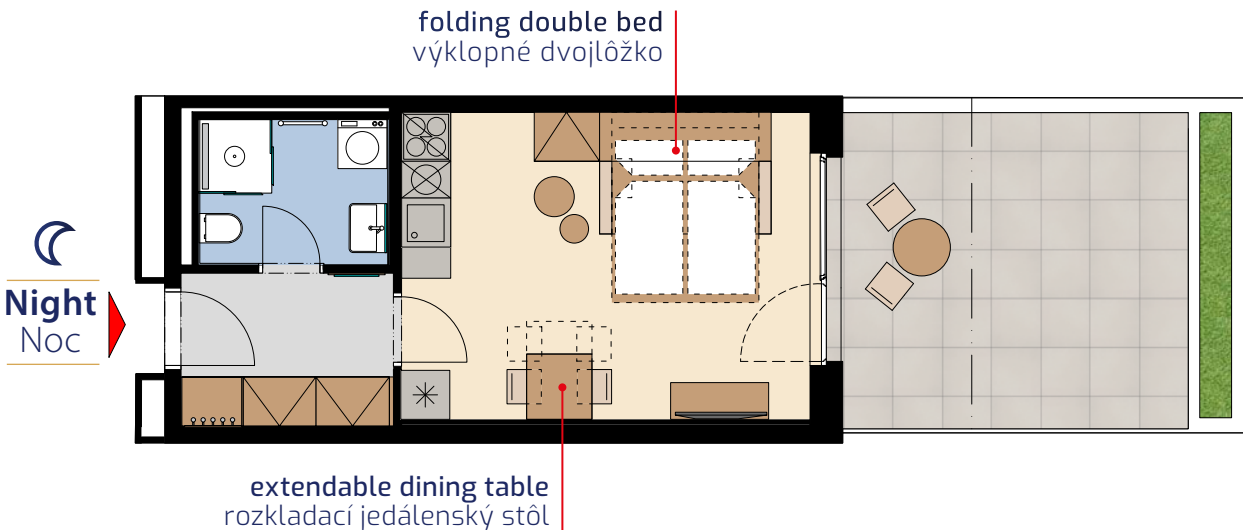 folding double bed
výklopné dvojlôžko
Night
Noc
extendable dining table
rozkladací jedálenský stôl